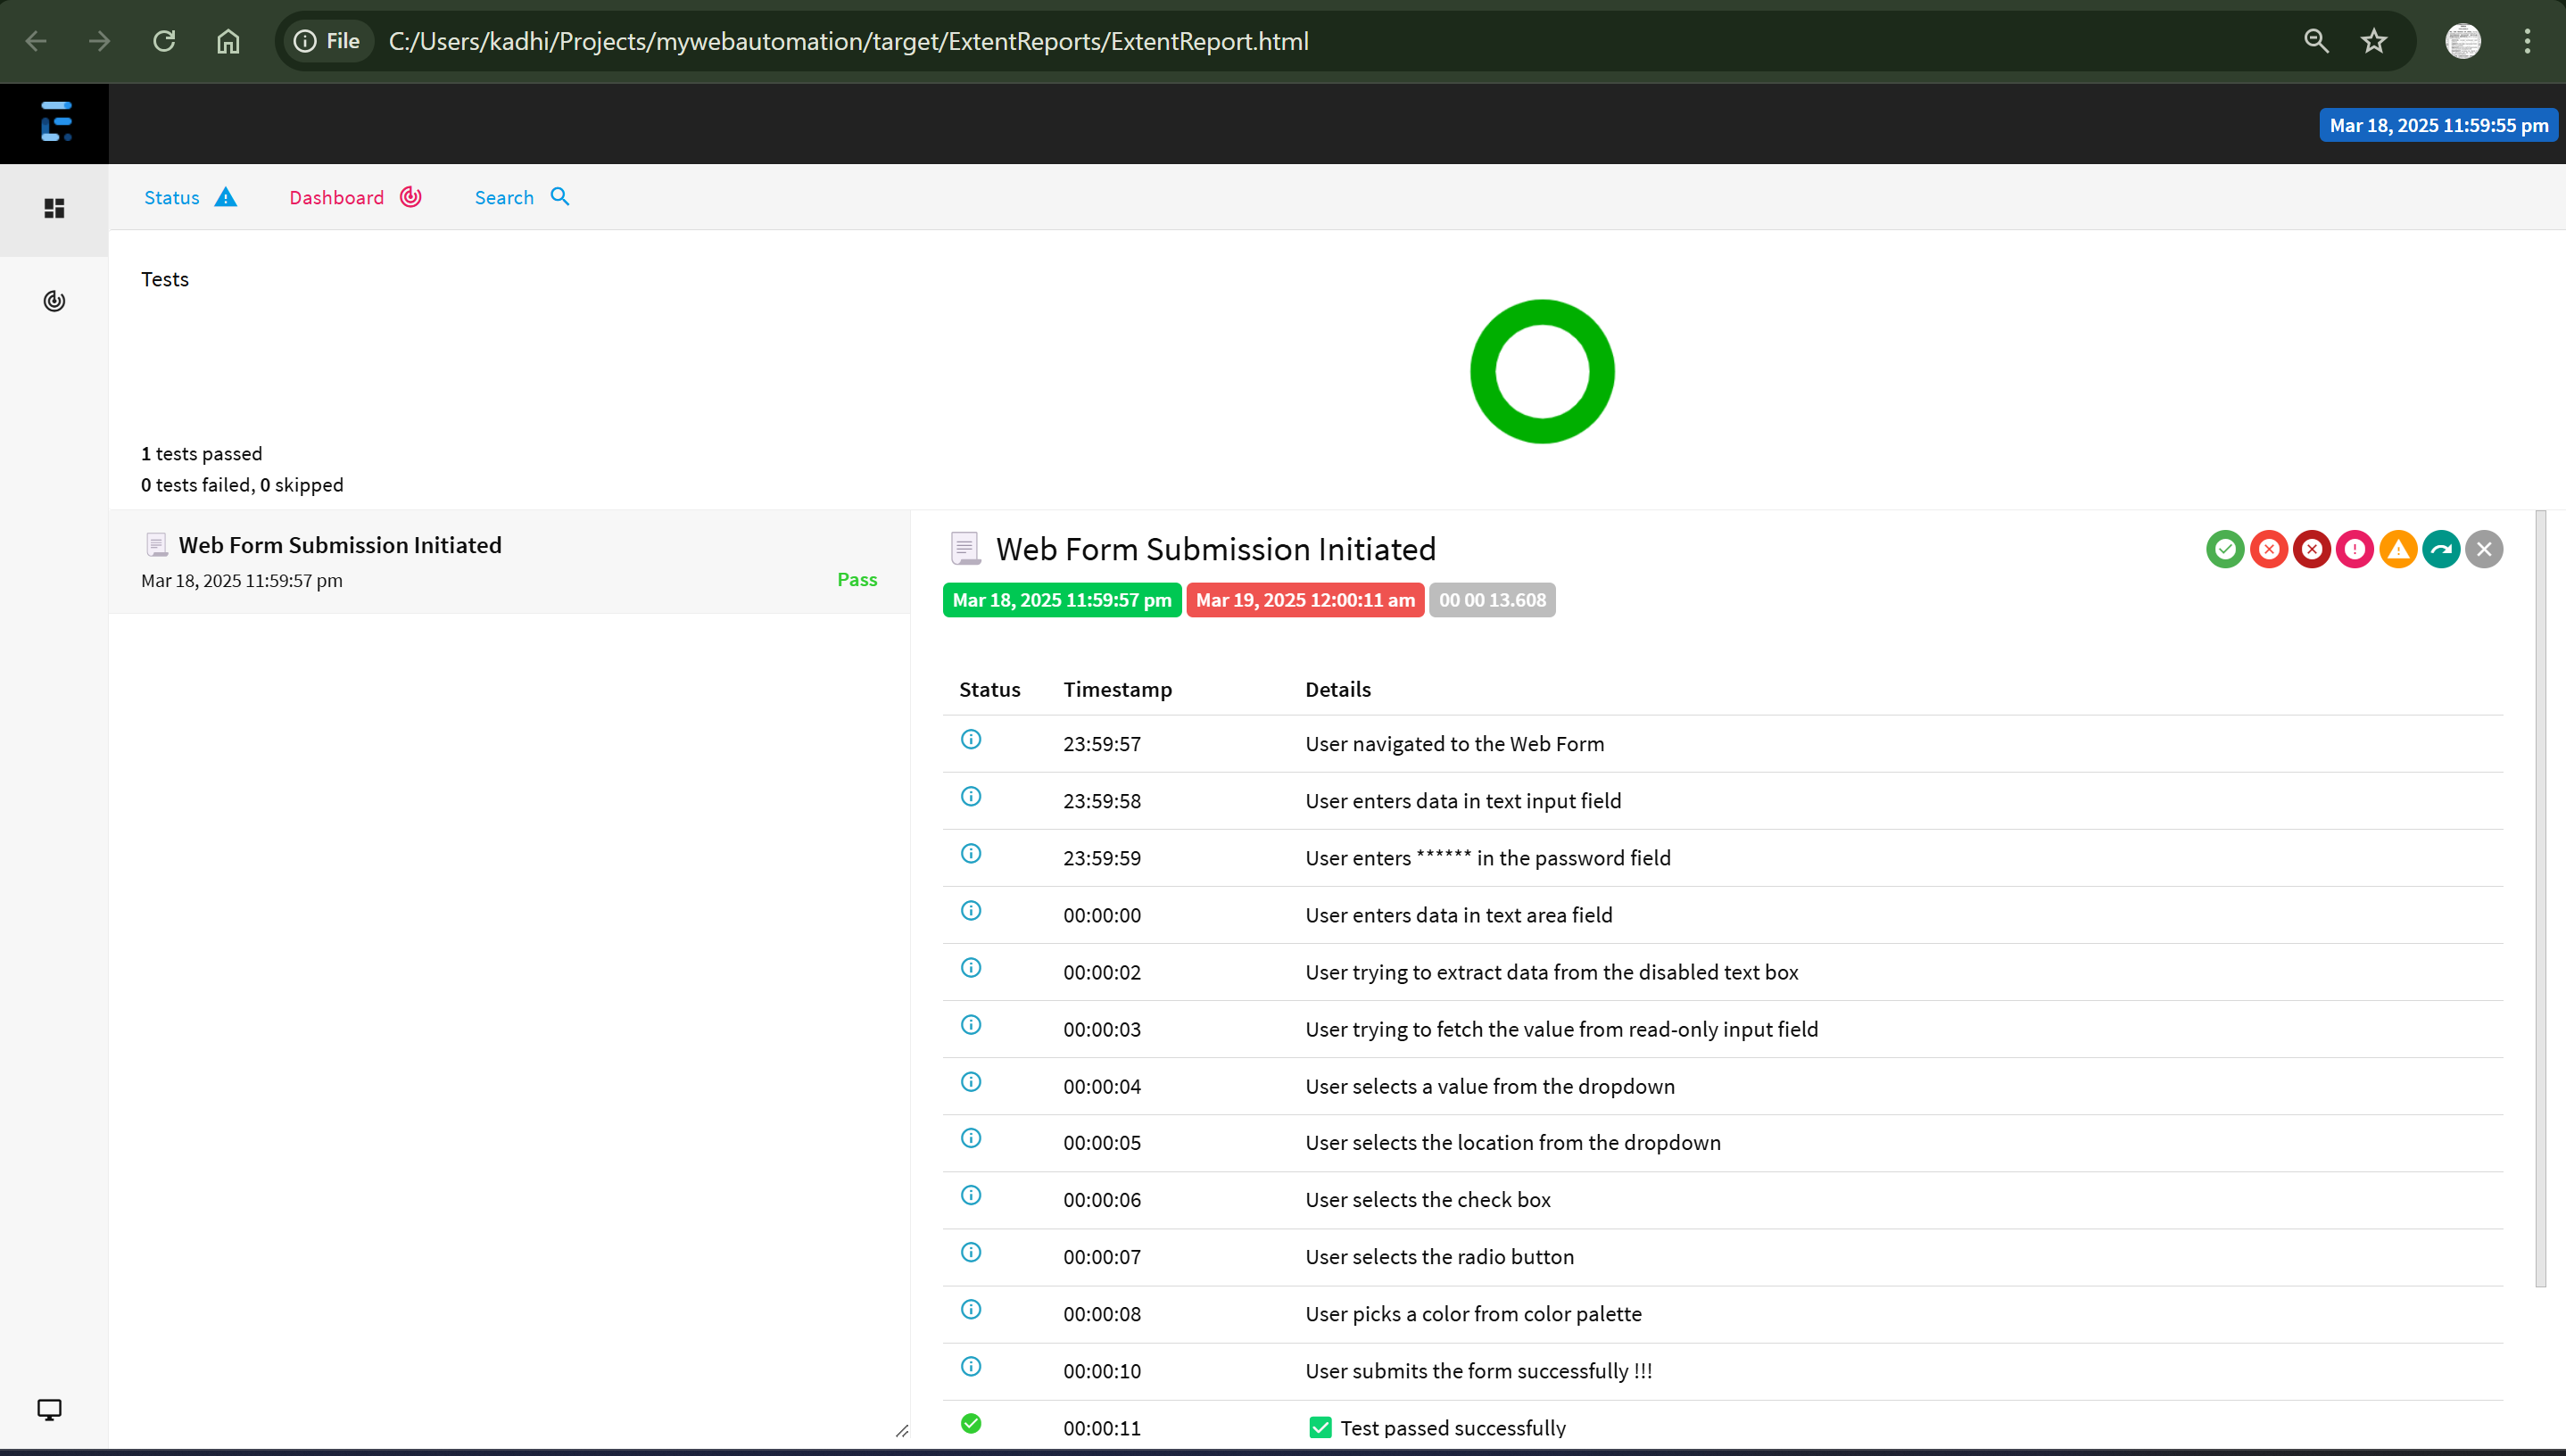 File C:/Users/kadhi/Projects/mywebautomation/target/ExtentReports/ExtentReport.html
Mar 18, 2025 11:59:55 pm
Status Dashboard Search
Tests
1 tests passed
0 tests failed, 0 skipped
Web Form Submission Initiated
Mar 18, 2025 11:59:57 pm Pass
Web Form Submission Initiated
Mar 18, 2025 11:59:57 pm Mar 19, 2025 12:00:11 am 00 00 13.608
Status Timestamp Details
23:59:57 User navigated to the Web Form
23:59:58 User enters data in text input field
23:59:59 User enters ****** in the password field
00:00:00 User enters data in text area field
00:00:02 User trying to extract data from the disabled text box
00:00:03 User trying to fetch the value from read-only input field
00:00:04 User selects a value from the dropdown
00:00:05 User selects the location from the dropdown
00:00:06 User selects the check box
00:00:07 User selects the radio button
00:00:08 User picks a color from color palette
00:00:10 User submits the form successfully !!!
00:00:11 ✅ Test passed successfully